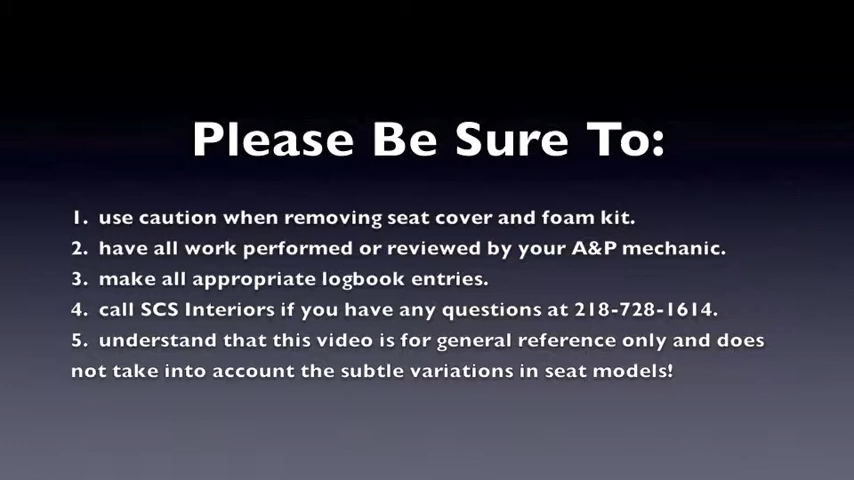 Please Be Sure To:
1. use caution when removing seat cover and foam kit.
2. have all work performed or reviewed by your A&P mechanic.
3. make all appropriate logbook entries.
4. call SCS Interiors if you have any questions at 218-728-1614.
5. understand that this video is for general reference only and does
not take into account the subtle variations in seat models!